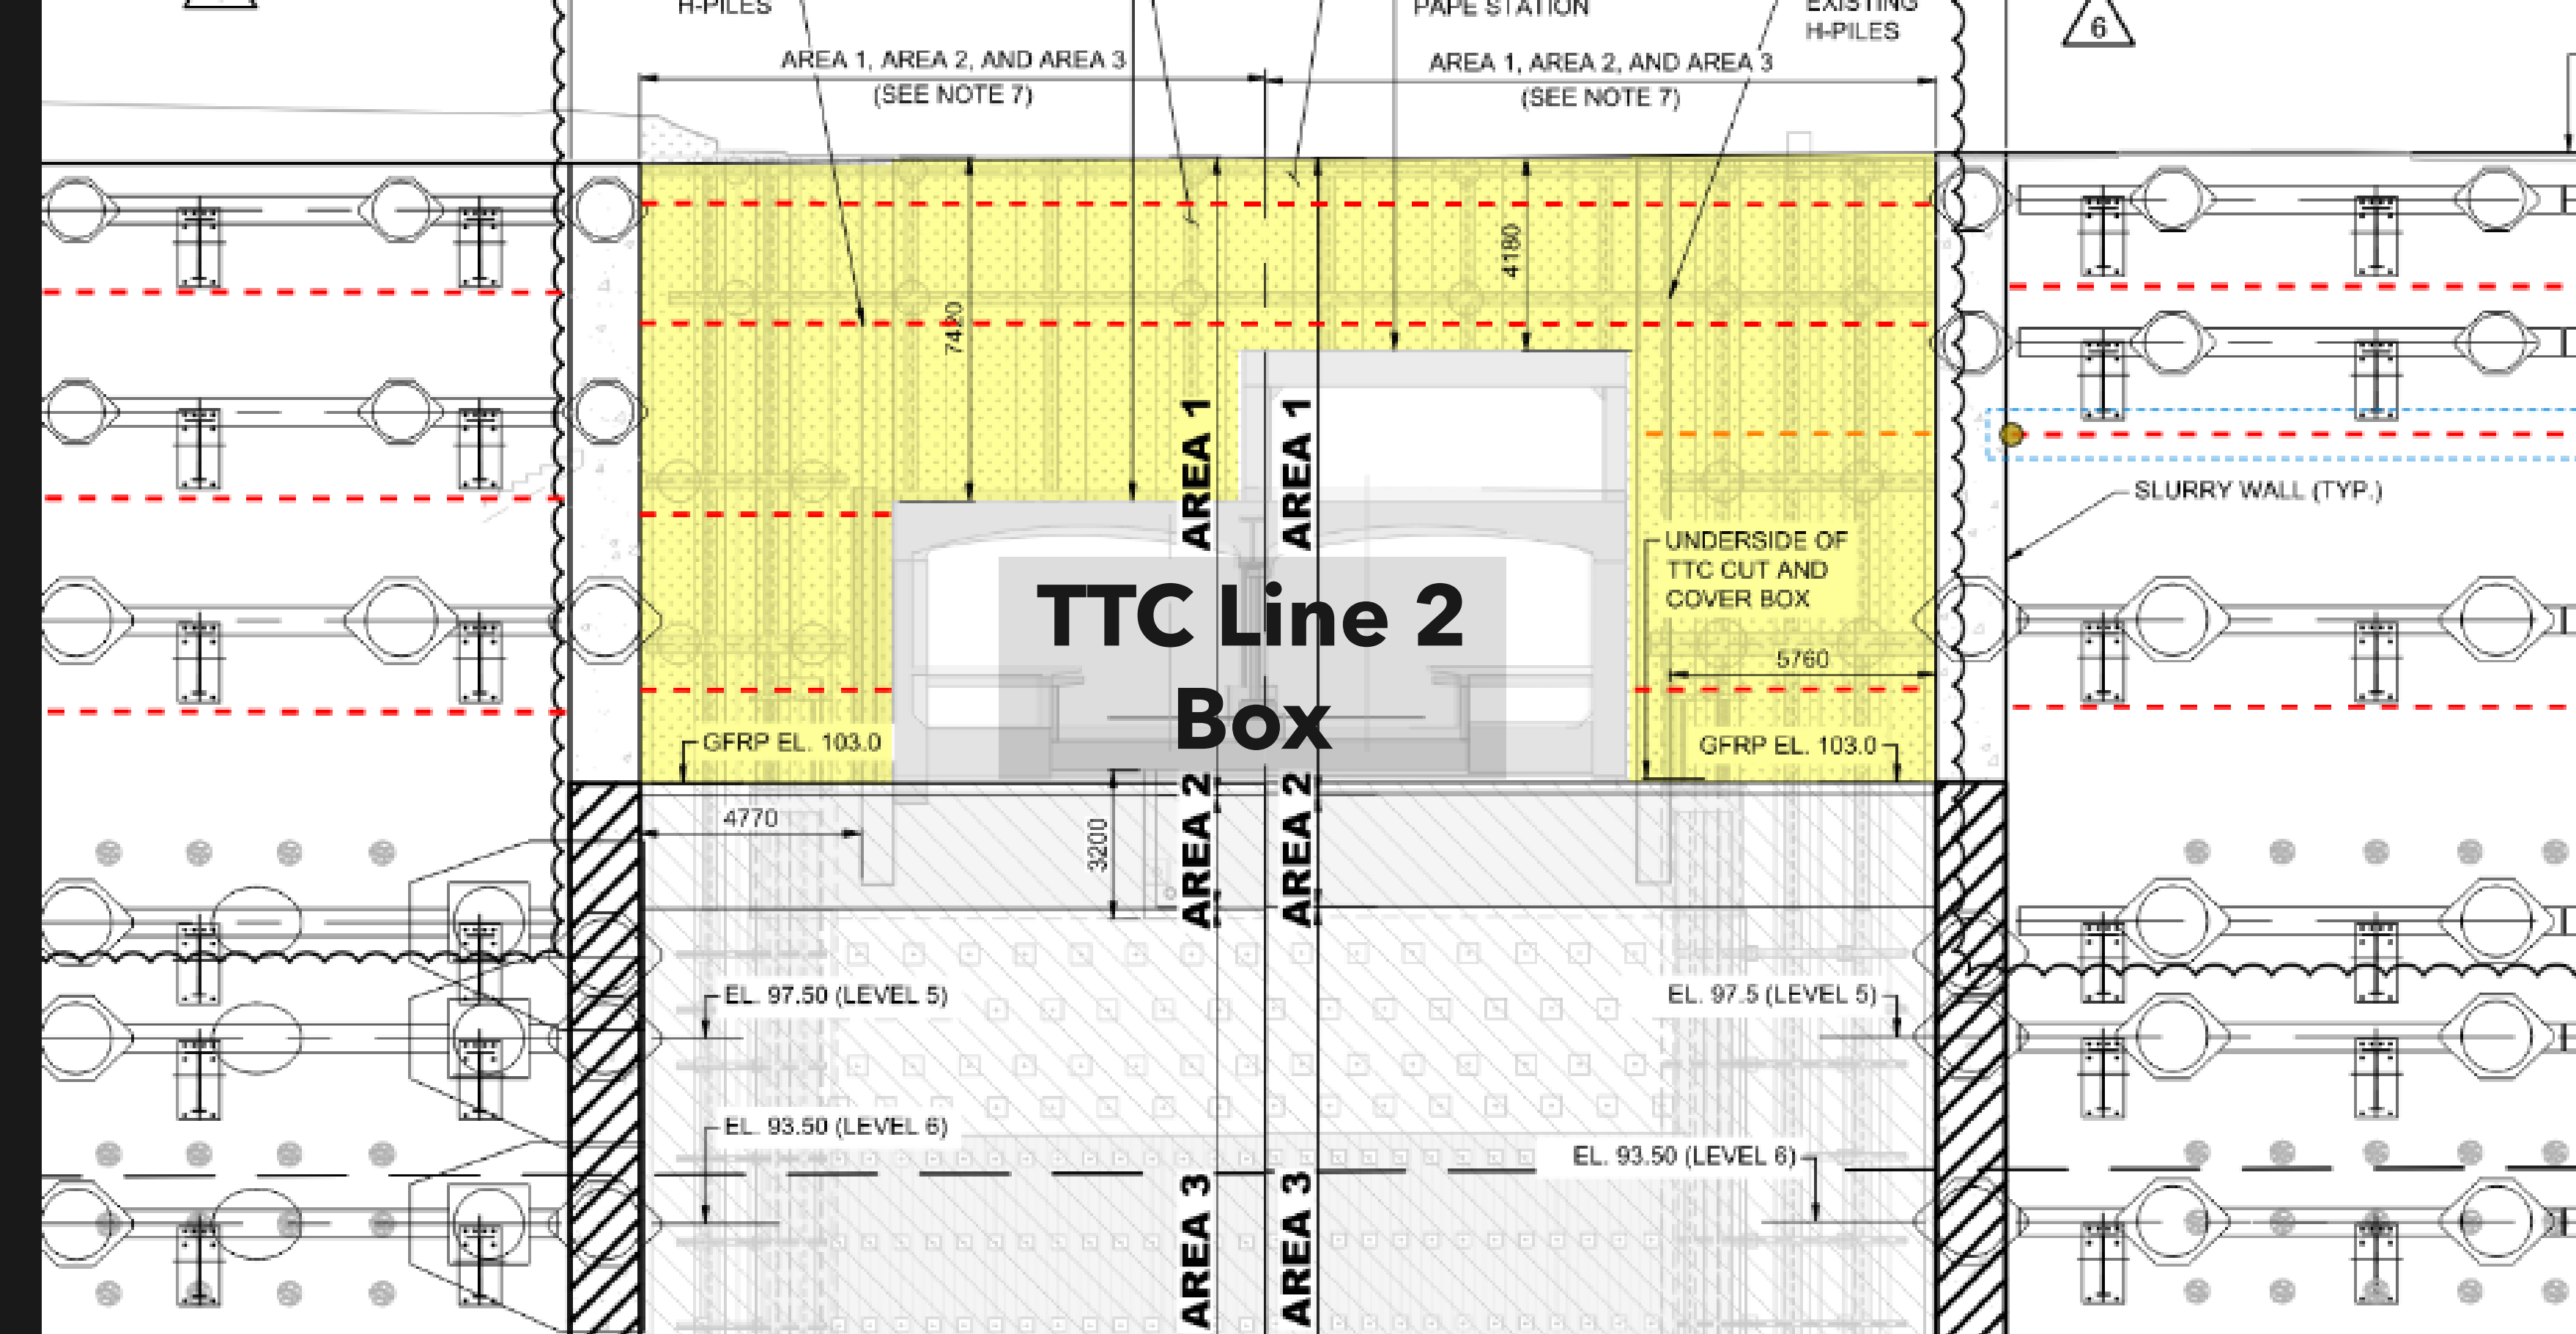 H-PILES
PAPE STATION
EXISTING
H-PILES
6
AREA 1, AREA 2, AND AREA 3
(SEE NOTE 7)
AREA 1, AREA 2, AND AREA 3
(SEE NOTE 7)
7420
4180
AREA 1
AREA 1
SLURRY WALL (TYP.)
UNDERSIDE OF
TTC CUT AND
COVER BOX
TTC Line 2
Box
5760
GFRP EL. 103.0
GFRP EL. 103.0
4770
3200
AREA 2
AREA 2
EL. 97.50 (LEVEL 5)
EL. 97.5 (LEVEL 5)
EL. 93.50 (LEVEL 6)
EL. 93.50 (LEVEL 6)
AREA 3
AREA 3